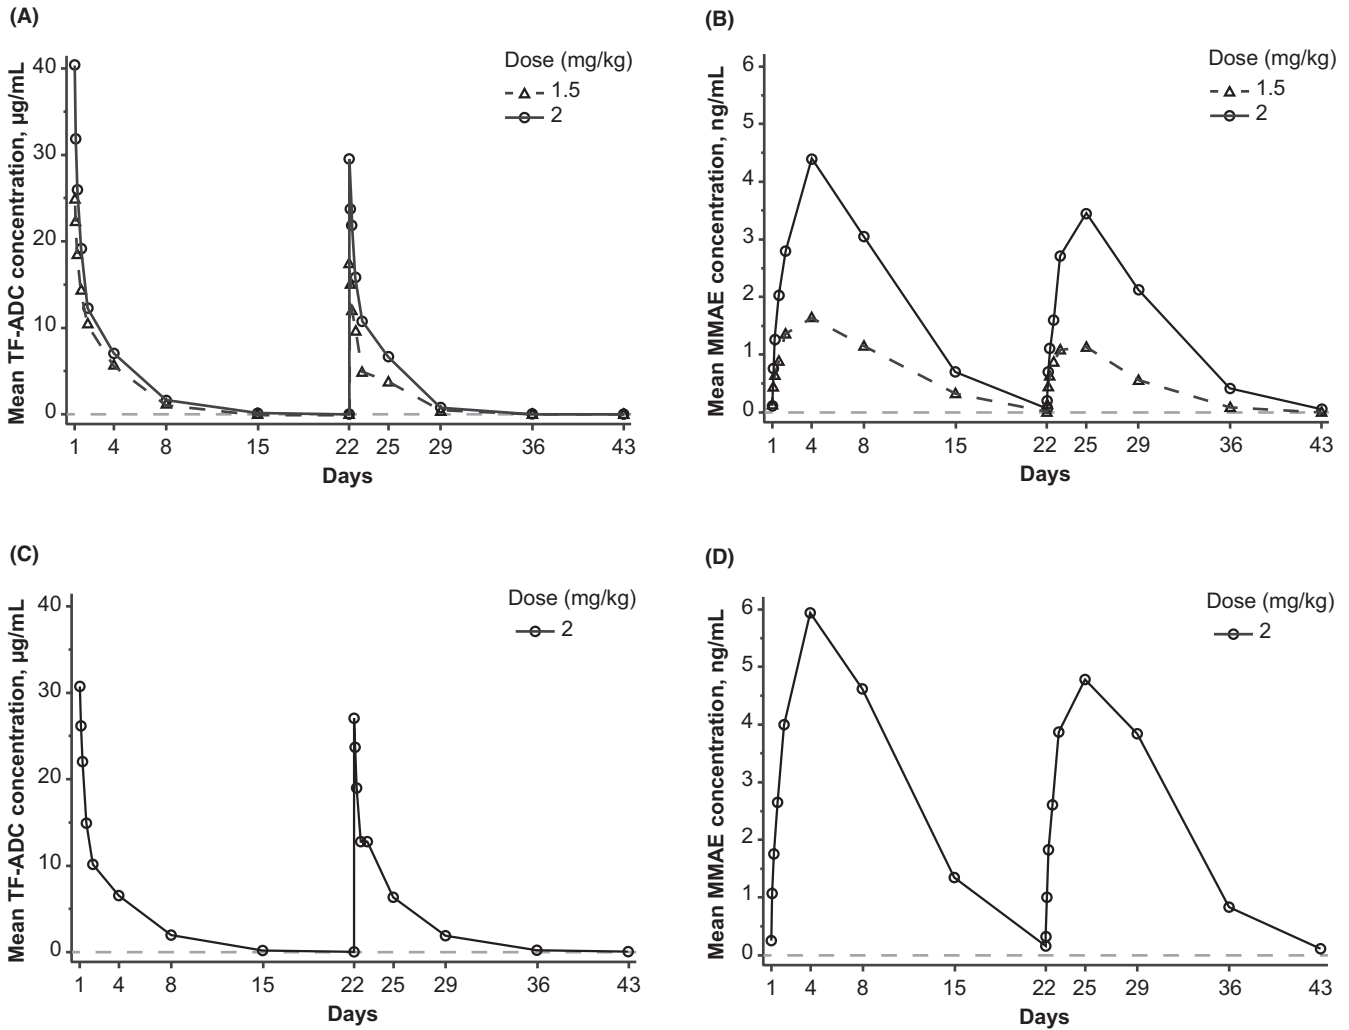 (A)
Mean TF-ADC concentration, µg/mL
40
30
20
10
0
Dose (mg/kg)
1.5
2
1 4 8 15 22 25 29 36 43
Days
(B)
Mean MMAE concentration, ng/mL
6
5
4
3
2
1
0
Dose (mg/kg)
1.5
2
1 4 8 15 22 25 29 36 43
Days
(C)
Mean TF-ADC concentration, µg/mL
40
30
20
10
0
Dose (mg/kg)
2
1 4 8 15 22 25 29 36 43
Days
(D)
Mean MMAE concentration, ng/mL
6
5
4
3
2
1
0
Dose (mg/kg)
2
1 4 8 15 22 25 29 36 43
Days